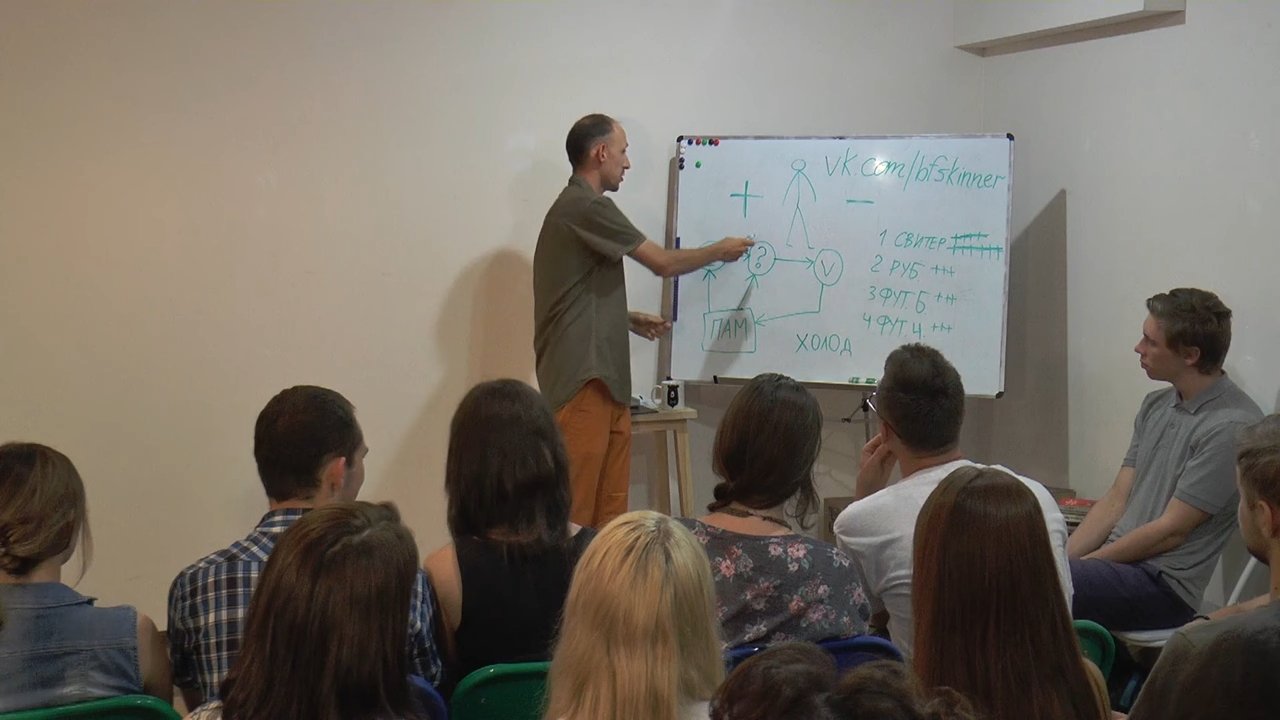 vk.com/bfskinner
+
−
1 СВИТЕР
2 РУБ. +++
3 ФУТ. Б +++
4 ФУТ. Ч. +++
?
V
ПАМ
ХОЛОД